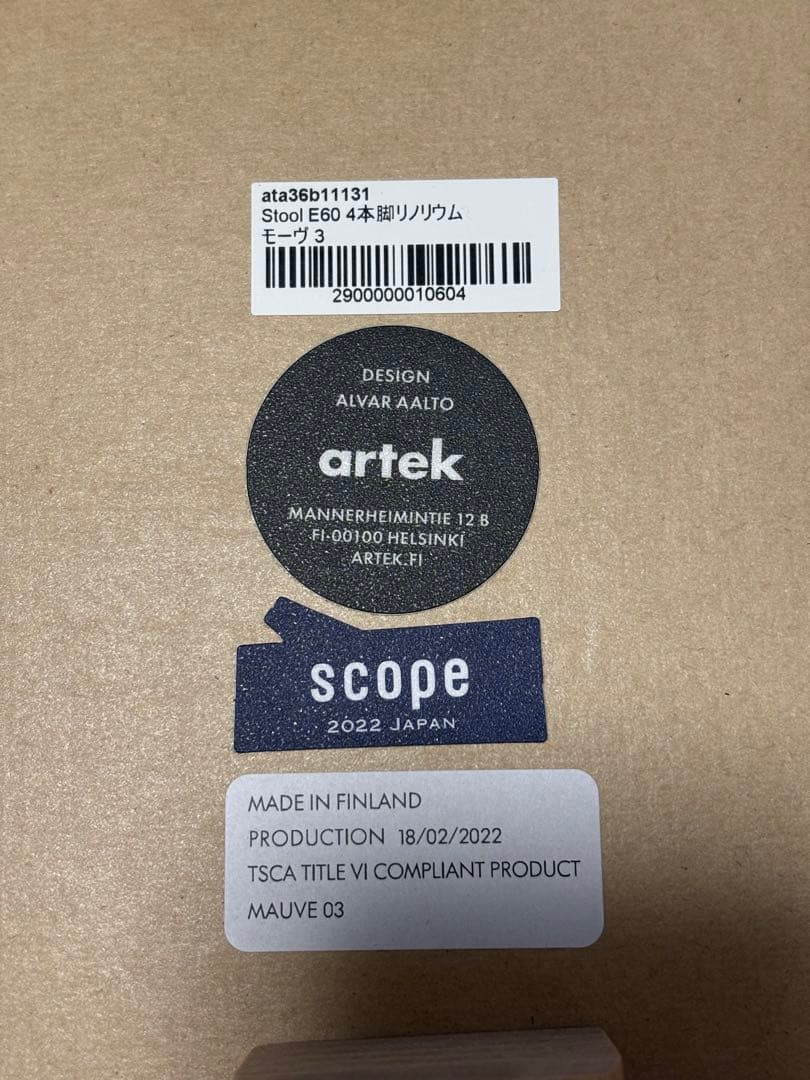 ata36b11131
Stool E60 4本脚リノリウム
モーヴ 3
2900000010604
DESIGN
ALVAR AALTO
artek
MANNERHEIMINTIE 12 B
FI-00100 HELSINKI
ARTEK.FI
scope
2022 JAPAN
MADE IN FINLAND
PRODUCTION 18/02/2022
TSCA TITLE VI COMPLIANT PRODUCT
MAUVE 03